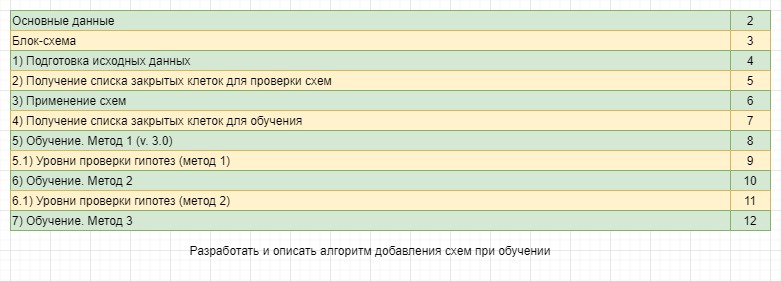 Основные данные 2
Блок-схема 3
1) Подготовка исходных данных 4
2) Получение списка закрытых клеток для проверки схем 5
3) Применение схем 6
4) Получение списка закрытых клеток для обучения 7
5) Обучение. Метод 1 (v. 3.0) 8
5.1) Уровни проверки гипотез (метод 1) 9
6) Обучение. Метод 2 10
6.1) Уровни проверки гипотез (метод 2) 11
7) Обучение. Метод 3 12
Разработать и описать алгоритм добавления схем при обучении